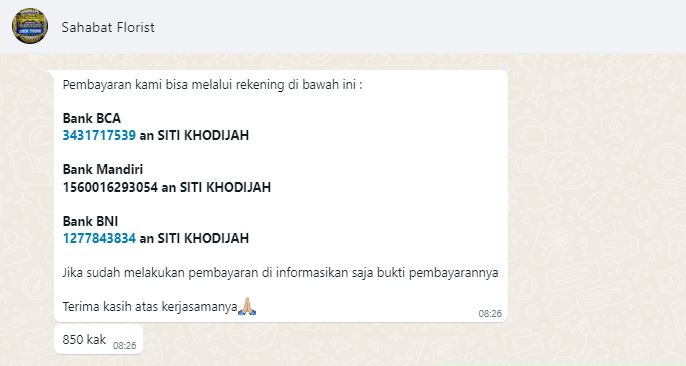 Sahabat Florist
Pembayaran kami bisa melalui rekening di bawah ini :
Bank BCA
3431717539 an SITI KHODIJAH
Bank Mandiri
1560016293054 an SITI KHODIJAH
Bank BNI
1277843834 an SITI KHODIJAH
Jika sudah melakukan pembayaran di informasikan saja bukti pembayarannya
Terima kasih atas kerjasamanya🙏🏼
08:26
850 kak 08:26